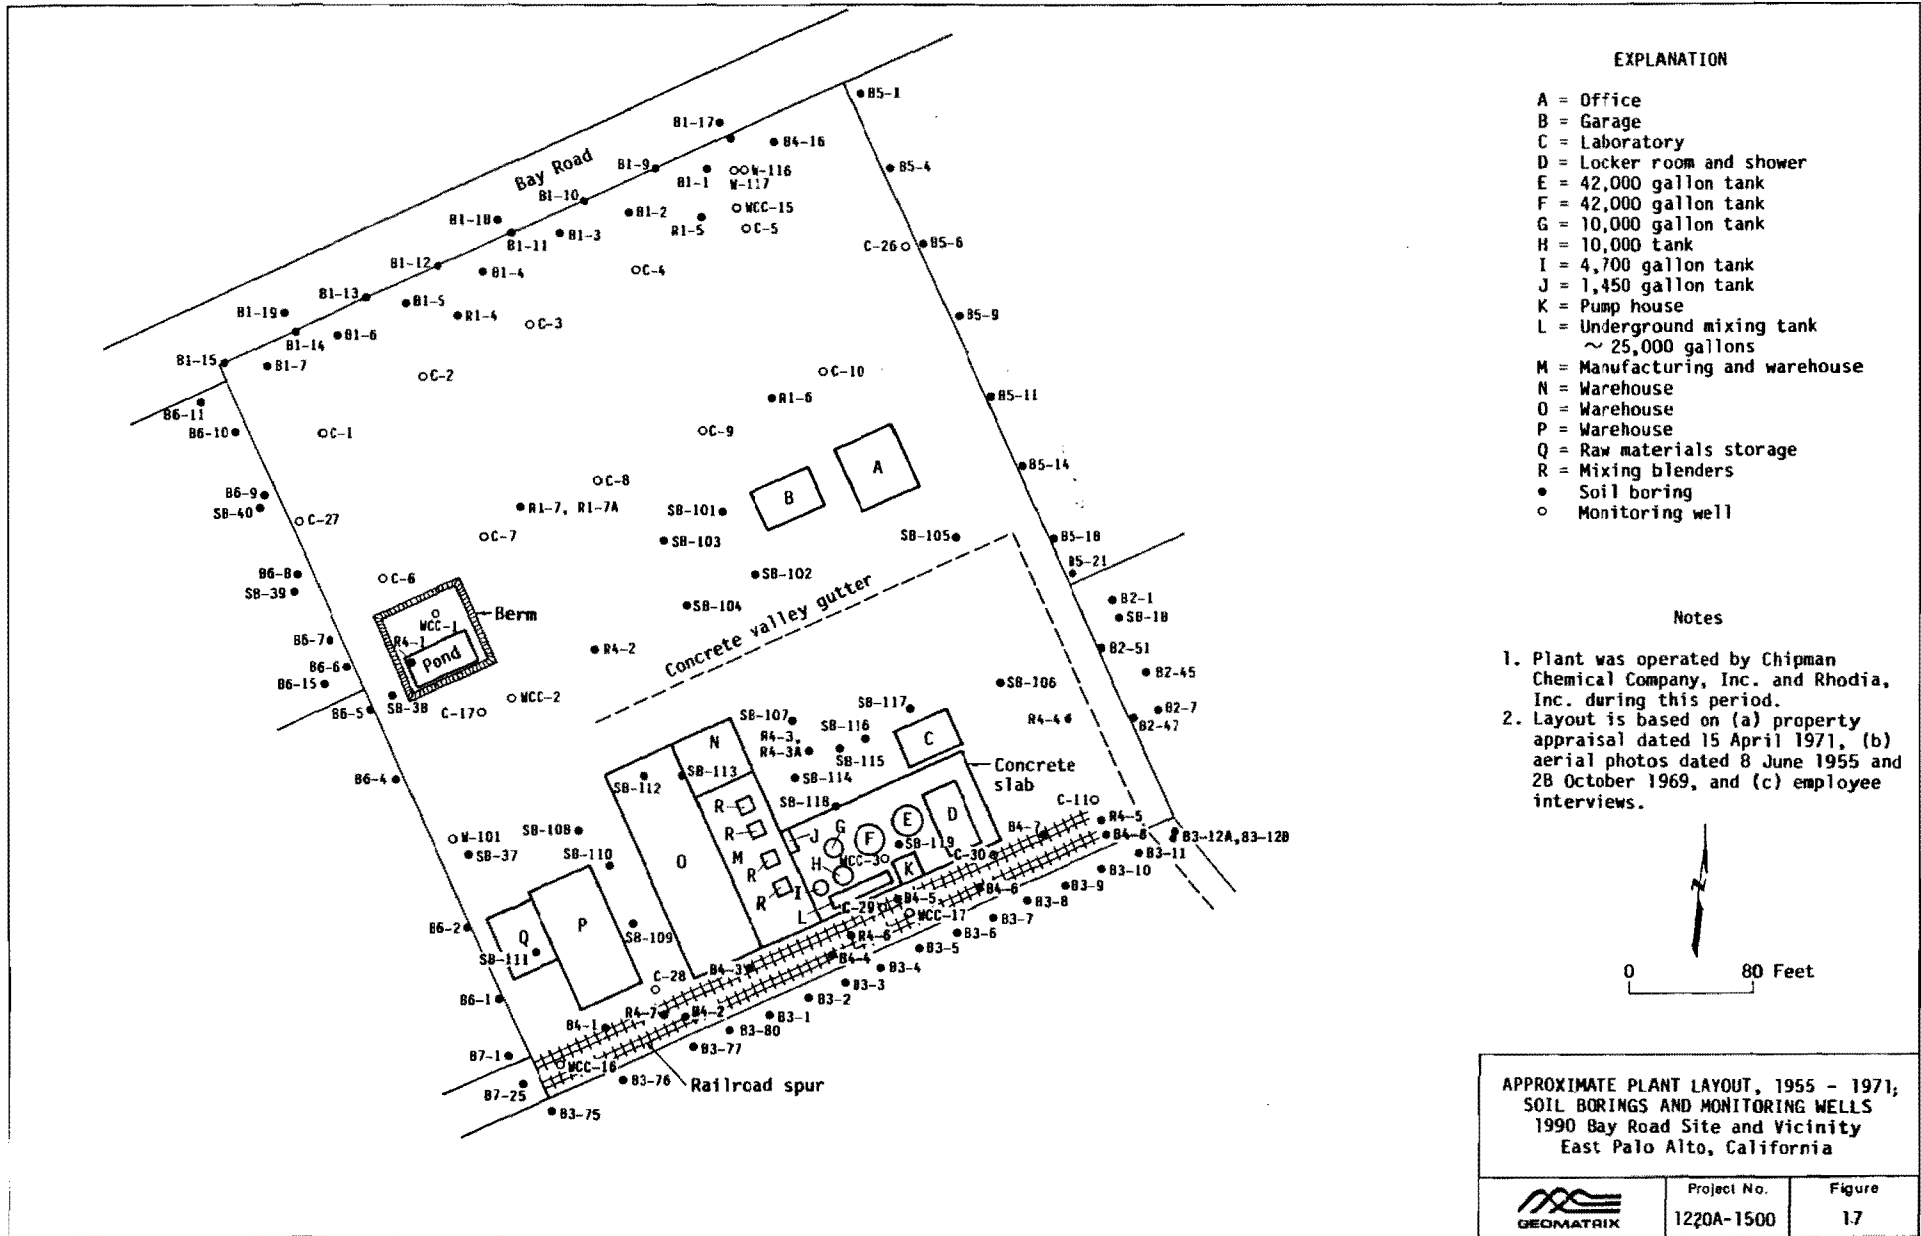 Bay Road
B1-17
B4-16
B5-1
B1-9
B1-1
W-116
W-117
B5-4
B1-10
B1-2
WCC-15
R1-5
C-5
B1-18
B1-11
B1-3
C-26
B5-6
B1-12
B1-4
C-4
B1-13
B1-5
R1-4
C-3
B5-9
B1-19
B1-14
B1-6
B1-15
B1-7
C-2
C-10
R1-6
B5-11
B6-11
B6-10
C-1
C-9
A
B
B5-14
C-8
B6-9
SB-40
C-27
R1-7, R1-7A
SB-101
C-7
SB-103
SB-105
B5-18
B5-21
B6-8
SB-39
C-6
SB-102
SB-104
Concrete valley gutter
Berm
WCC-1
R4-1
Pond
B6-7
B6-6
B6-15
B6-5
SB-38
C-17
WCC-2
R4-2
B2-1
SB-18
B2-51
B2-45
B2-7
B2-47
SB-106
R4-4
SB-117
SB-107
R4-3,
R4-3A
SB-116
SB-115
C
N
SB-113
SB-112
SB-114
SB-118
Concrete
slab
B6-4
C-11
R4-5
B4-7
B4-8
B3-12A, B3-12B
R
R
M
R
R
J
G
F
E
D
SB-119
H
WCC-3
C-30
K
I
L
C-29
B4-5
WCC-17
B4-6
W-101
SB-37
SB-108
SB-110
O
B3-11
B3-10
B3-9
B3-8
B3-7
B3-6
B3-5
B3-4
B3-3
B3-2
B3-1
B3-80
B3-77
B3-76
B3-75
B6-2
Q
P
SB-111
SB-109
R4-6
B4-4
B4-3
C-28
B6-1
B4-1
R4-7
B4-2
B7-1
WCC-16
B7-25
Railroad spur
EXPLANATION
A = Office
B = Garage
C = Laboratory
D = Locker room and shower
E = 42,000 gallon tank
F = 42,000 gallon tank
G = 10,000 gallon tank
H = 10,000 tank
I = 4,700 gallon tank
J = 1,450 gallon tank
K = Pump house
L = Underground mixing tank
~ 25,000 gallons
M = Manufacturing and warehouse
N = Warehouse
O = Warehouse
P = Warehouse
Q = Raw materials storage
R = Mixing blenders
● Soil boring
○ Monitoring well
Notes
1. Plant was operated by Chipman
Chemical Company, Inc. and Rhodia,
Inc. during this period.
2. Layout is based on (a) property
appraisal dated 15 April 1971, (b)
aerial photos dated 8 June 1955 and
28 October 1969, and (c) employee
interviews.
0 80 Feet
APPROXIMATE PLANT LAYOUT, 1955 - 1971;
SOIL BORINGS AND MONITORING WELLS
1990 Bay Road Site and Vicinity
East Palo Alto, California
GEOMATRIX
Project No.
1220A-1500
Figure
17